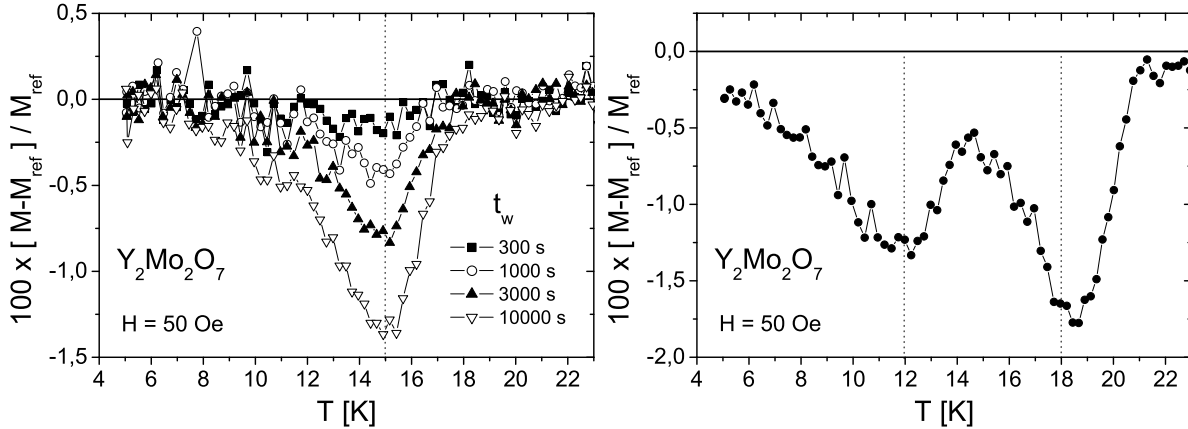 0,5
0,0
-0,5
-1,0
-1,5
100 x [ M-M_ref ] / M_ref
Y₂Mo₂O₇
H = 50 Oe
t_w
300 s
1000 s
3000 s
10000 s
4 6 8 10 12 14 16 18 20 22
T [K]
0,0
-0,5
-1,0
-1,5
-2,0
100 x [ M-M_ref ] / M_ref
Y₂Mo₂O₇
H = 50 Oe
4 6 8 10 12 14 16 18 20 22
T [K]